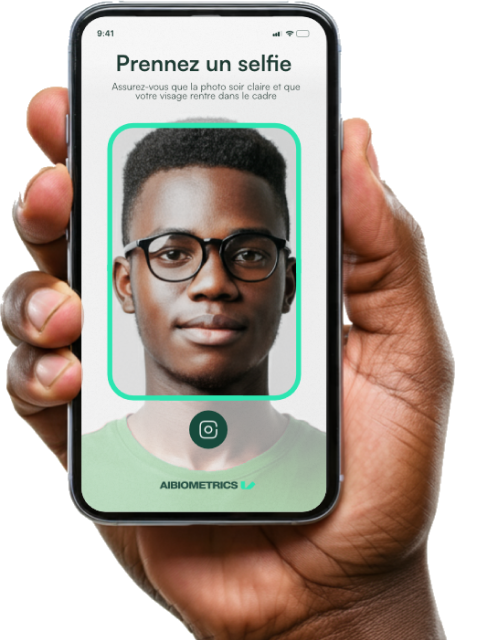 9:41
Prennez un selfie
Assurez-vous que la photo soir claire et que
votre visage rentre dans le cadre
AIBIOMETRICS